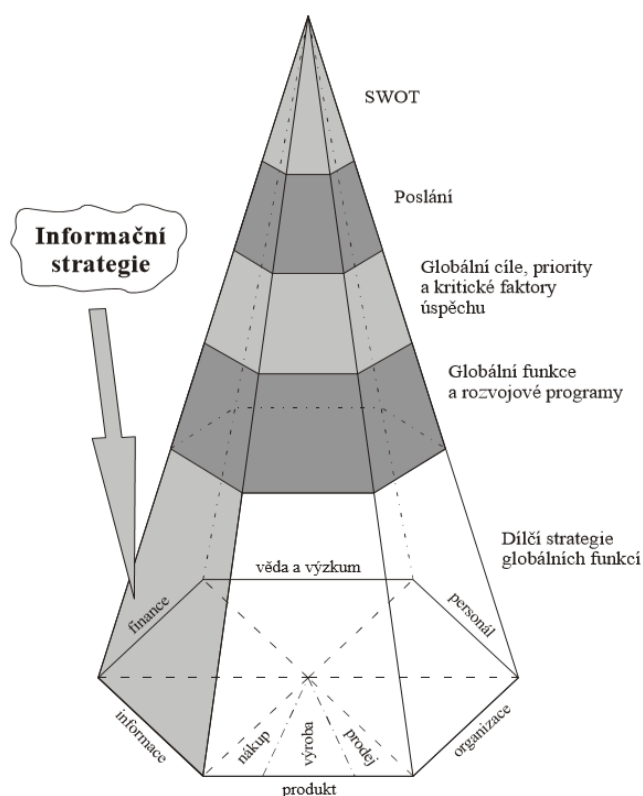 SWOT
Poslání
Informační
strategie
Globální cíle, priority
a kritické faktory
úspěchu
Globální funkce
a rozvojové programy
Dílčí strategie
globálních funkcí
věda a výzkum
finance
personál
informace
nákup
výroba
prodej
organizace
produkt